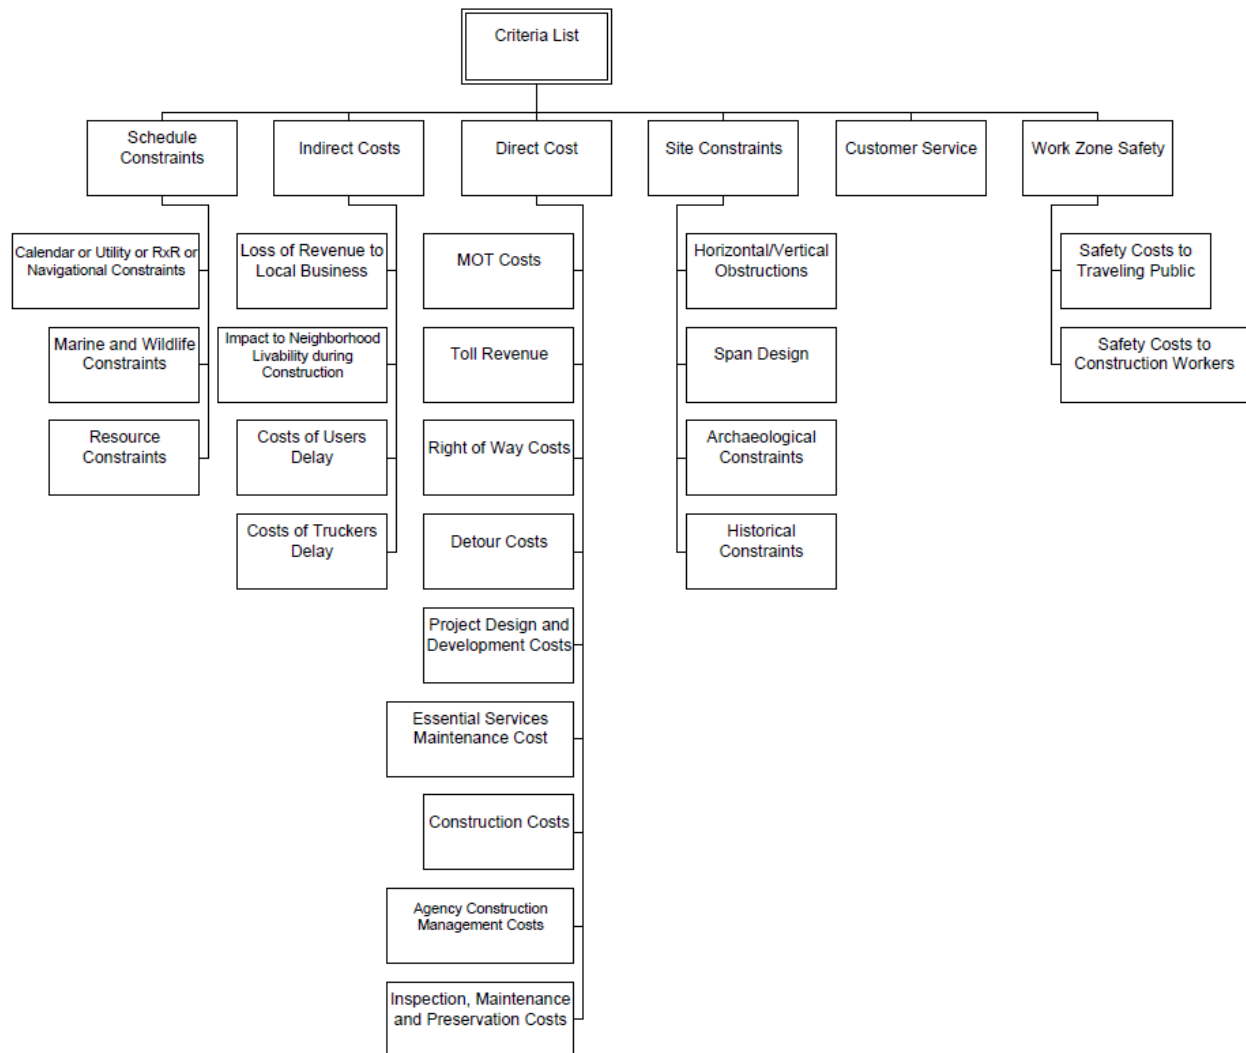 Criteria List
Schedule
Constraints
Indirect Costs
Direct Cost
Site Constraints
Customer Service
Work Zone Safety
Calendar or Utility or RxR or
Navigational Constraints
Marine and Wildlife
Constraints
Resource
Constraints
Loss of Revenue to
Local Business
Impact to Neighborhood
Livability during
Construction
Costs of Users
Delay
Costs of Truckers
Delay
MOT Costs
Toll Revenue
Right of Way Costs
Detour Costs
Project Design and
Development Costs
Essential Services
Maintenance Cost
Construction Costs
Agency Construction
Management Costs
Inspection, Maintenance
and Preservation Costs
Horizontal/Vertical
Obstructions
Span Design
Archaeological
Constraints
Historical
Constraints
Safety Costs to
Traveling Public
Safety Costs to
Construction Workers